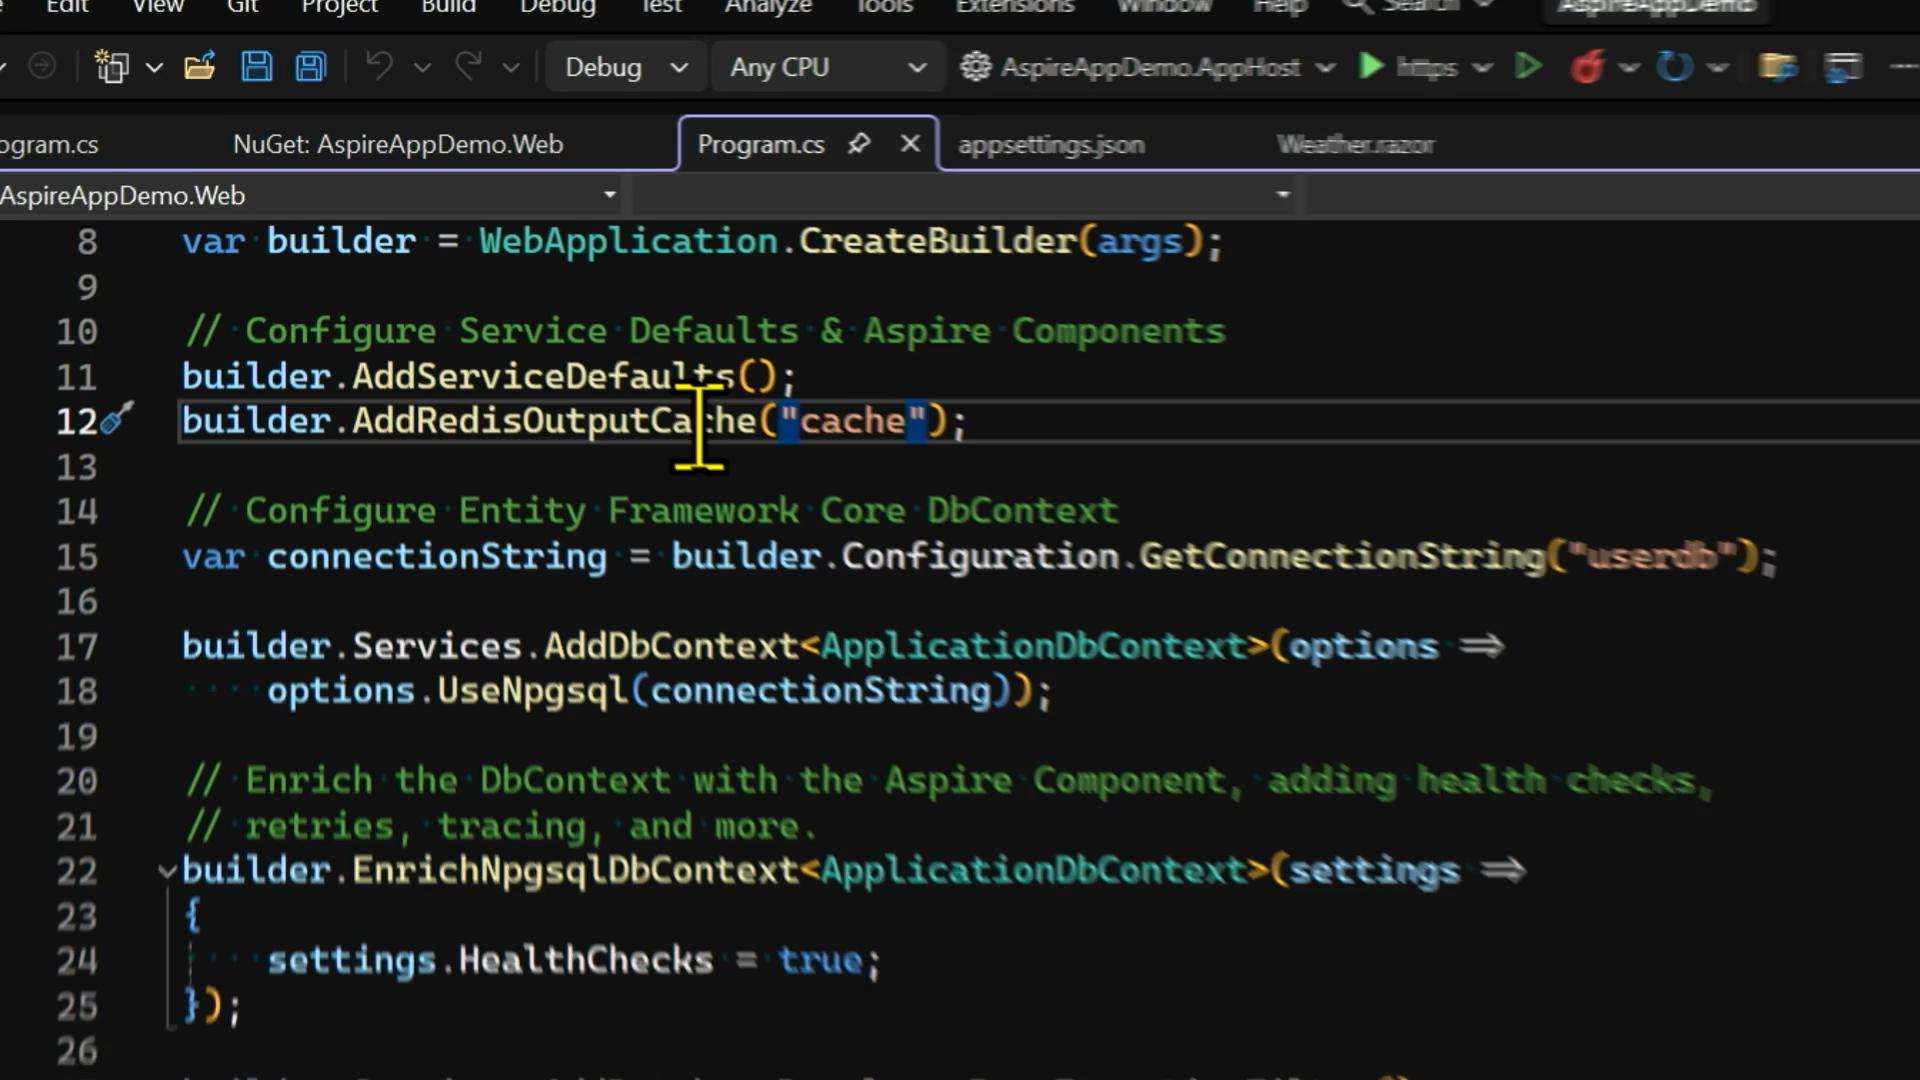 Edit View Git Project Build Debug Test Analyze Tools Extensions Window Help Search AspireAppDemo
Debug Any CPU AspireAppDemo.AppHost https
ogram.cs NuGet: AspireAppDemo.Web Program.cs appsettings.json Weather.razor
AspireAppDemo.Web
8 var builder = WebApplication.CreateBuilder(args);
9
10 // Configure Service Defaults & Aspire Components
11 builder.AddServiceDefaults();
12 builder.AddRedisOutputCache("cache");
13
14 // Configure Entity Framework Core DbContext
15 var connectionString = builder.Configuration.GetConnectionString("userdb");
16
17 builder.Services.AddDbContext<ApplicationDbContext>(options =>
18 options.UseNpgsql(connectionString));
19
20 // Enrich the DbContext with the Aspire Component, adding health checks,
21 // retries, tracing, and more.
22 builder.EnrichNpgsqlDbContext<ApplicationDbContext>(settings =>
23 {
24 settings.HealthChecks = true;
25 });
26